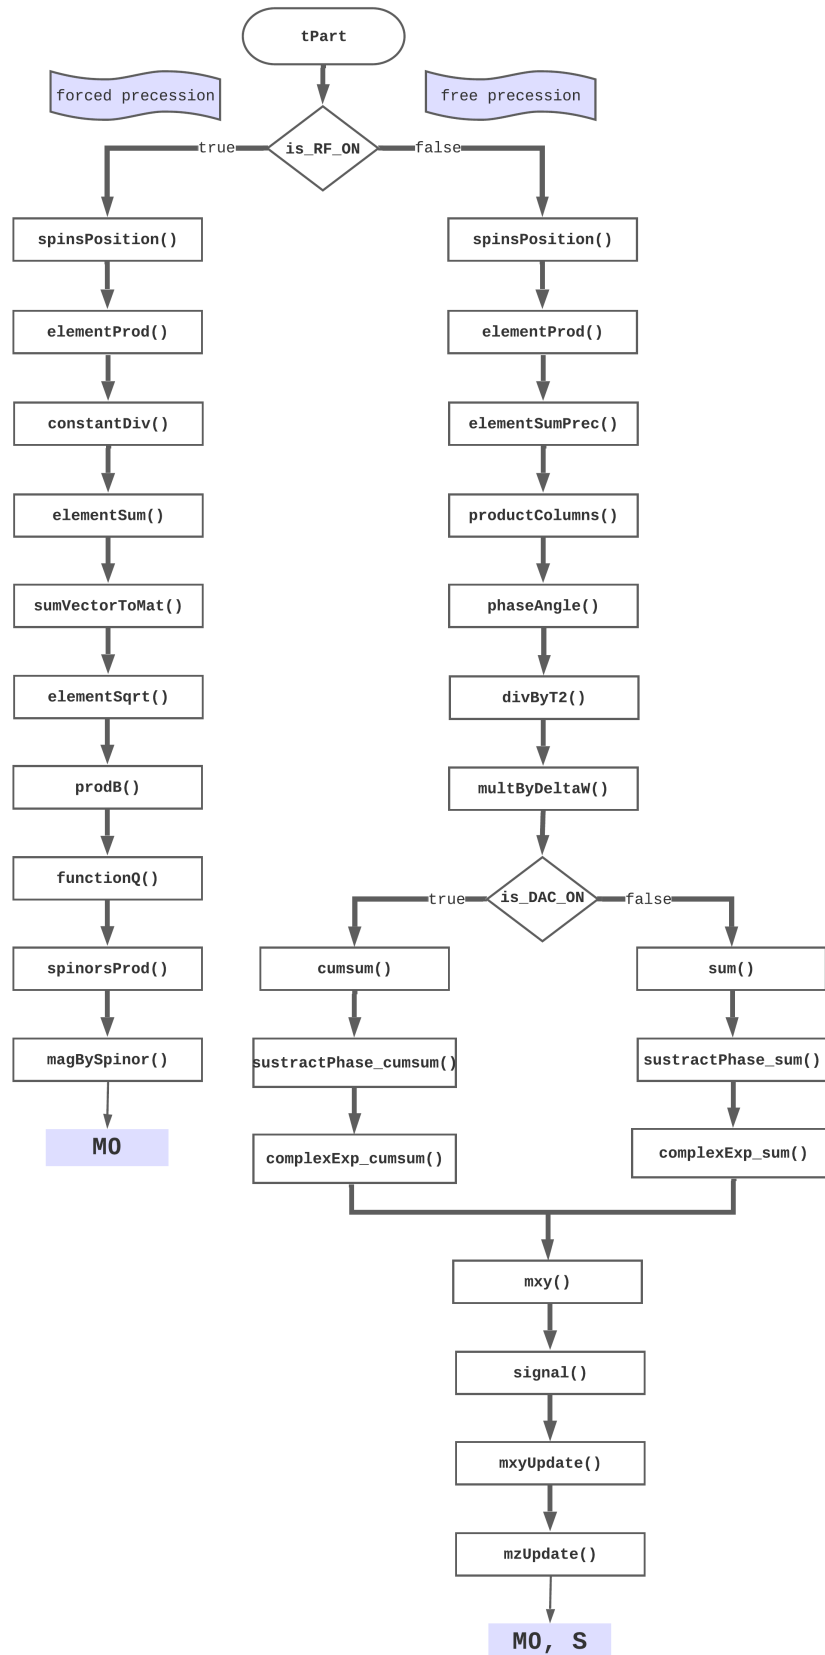 tPart
forced precession
free precession
is_RF_ON
true
false
spinsPosition()
elementProd()
constantDiv()
elementSum()
sumVectorToMat()
elementSqrt()
prodB()
functionQ()
spinorsProd()
magBySpinor()
MO
spinsPosition()
elementProd()
elementSumPrec()
productColumns()
phaseAngle()
divByT2()
multByDeltaW()
is_DAC_ON
true
false
cumsum()
sustractPhase_cumsum()
complexExp_cumsum()
sum()
sustractPhase_sum()
complexExp_sum()
mxy()
signal()
mxyUpdate()
mzUpdate()
MO, S